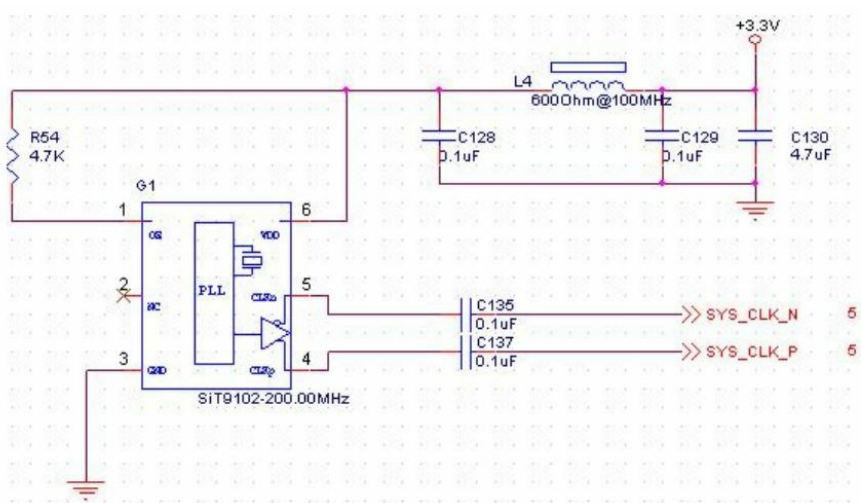 +3.3V
L4
600Ohm@100MHz
R54
4.7K
C128
0.1uF
C129
0.1uF
C130
4.7uF
G1
1
6
OE
VDD
2
PLL
5
NC
CLKn
C135
0.1uF
SYS_CLK_N
5
C137
0.1uF
SYS_CLK_P
5
3
4
GND
CLKp
SiT9102-200.00MHz